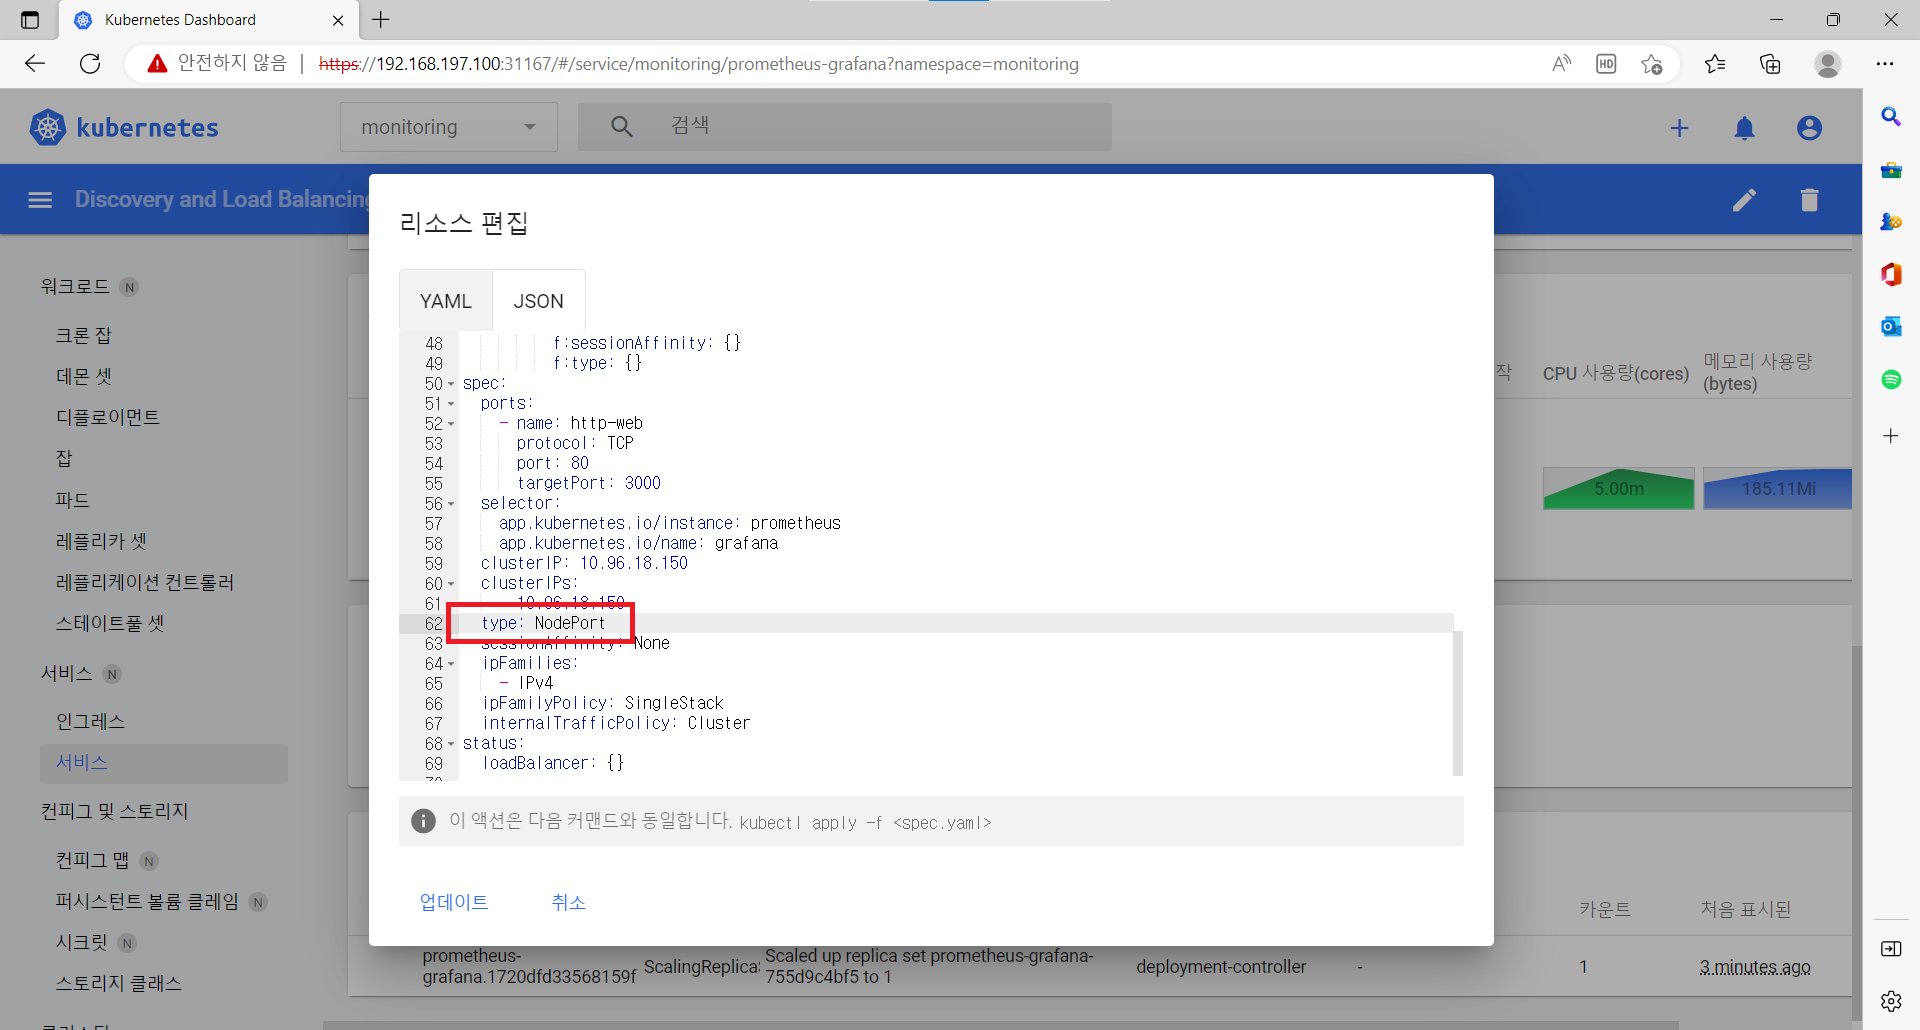 Kubernetes Dashboard
안전하지 않음 | https://192.168.197.100:31167/#/service/monitoring/prometheus-grafana?namespace=monitoring
HD
kubernetes
monitoring
검색
Discovery and Load Balancing
워크로드 N
크론 잡
데몬 셋
디플로이먼트
잡
파드
레플리카 셋
레플리케이션 컨트롤러
스테이트풀 셋
서비스 N
인그레스
서비스
컨피그 및 스토리지
컨피그 맵 N
퍼시스턴트 볼륨 클레임 N
시크릿 N
스토리지 클래스
리소스 편집
YAML
JSON
48 f:sessionAffinity: {}
49 f:type: {}
50 spec:
51 ports:
52 - name: http-web
53 protocol: TCP
54 port: 80
55 targetPort: 3000
56 selector:
57 app.kubernetes.io/instance: prometheus
58 app.kubernetes.io/name: grafana
59 clusterIP: 10.96.18.150
60 clusterIPs:
61 10.96.18.150
62 type: NodePort
63 sessionAffinity: None
64 ipFamilies:
65 - IPv4
66 ipFamilyPolicy: SingleStack
67 internalTrafficPolicy: Cluster
68 status:
69 loadBalancer: {}
이 액션은 다음 커맨드와 동일합니다. kubectl apply -f <spec.yaml>
업데이트
취소
작
CPU 사용량(cores)
메모리 사용량
(bytes)
5.00m
185.11Mi
카운트
처음 표시된
prometheus-
grafana.1720dfd33568159f
ScalingReplica
Scaled up replica set prometheus-grafana-
755d9c4bf5 to 1
deployment-controller
-
1
3 minutes ago